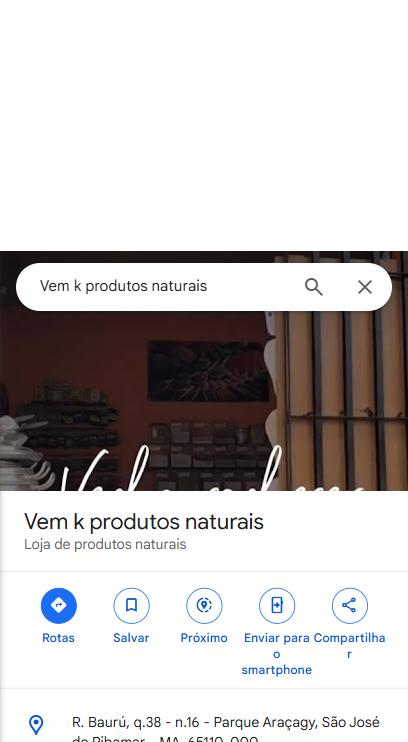 Vem k produtos naturais
Vem k produtos naturais
Loja de produtos naturais
Rotas
Salvar
Próximo
Enviar para
o
smartphone
Compartilha
r
R. Baurú, q.38 - n.16 - Parque Araçagy, São José
de Ribamar - MA, 65110-000